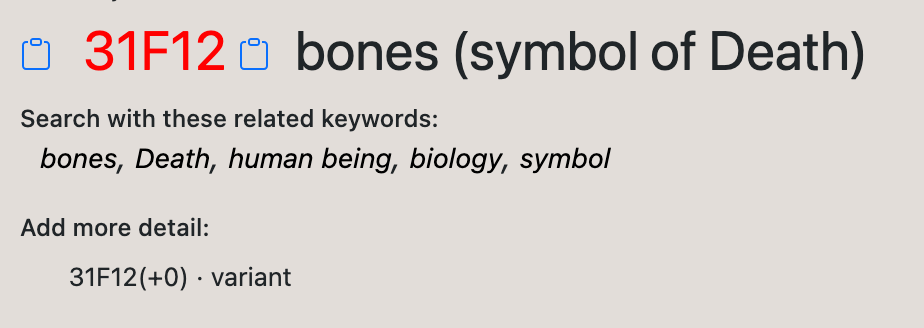 31F12 bones (symbol of Death)
Search with these related keywords:
bones, Death, human being, biology, symbol
Add more detail:
31F12(+0) · variant